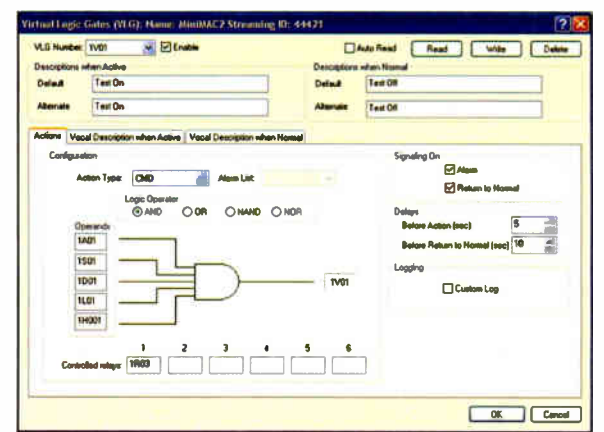 Virtual Logic Gates (VLG): Name: MiniMAC2 Streaming ID: 44421
VLG Number: 1V01 Enable Auto Read Read Write Delete
Descriptions when Active Descriptions when Normal
Default Test On Default Test Off
Alternate Test On Alternate Test Off
Actions Vocal Description when Active Vocal Description when Normal
Configuration Signaling On
Action Type: CMD Alarm List: Alarm
Return to Normal
Logic Operator
AND OR NAND NOR
Delays
Operands Before Action (sec) 5
1A01 Before Return to Normal (sec) 10
1S01 Logging
1D01 1V01 Custom Log
1L01
1H001
1 2 3 4 5 6
Controlled relays: 1R03
OK Cancel